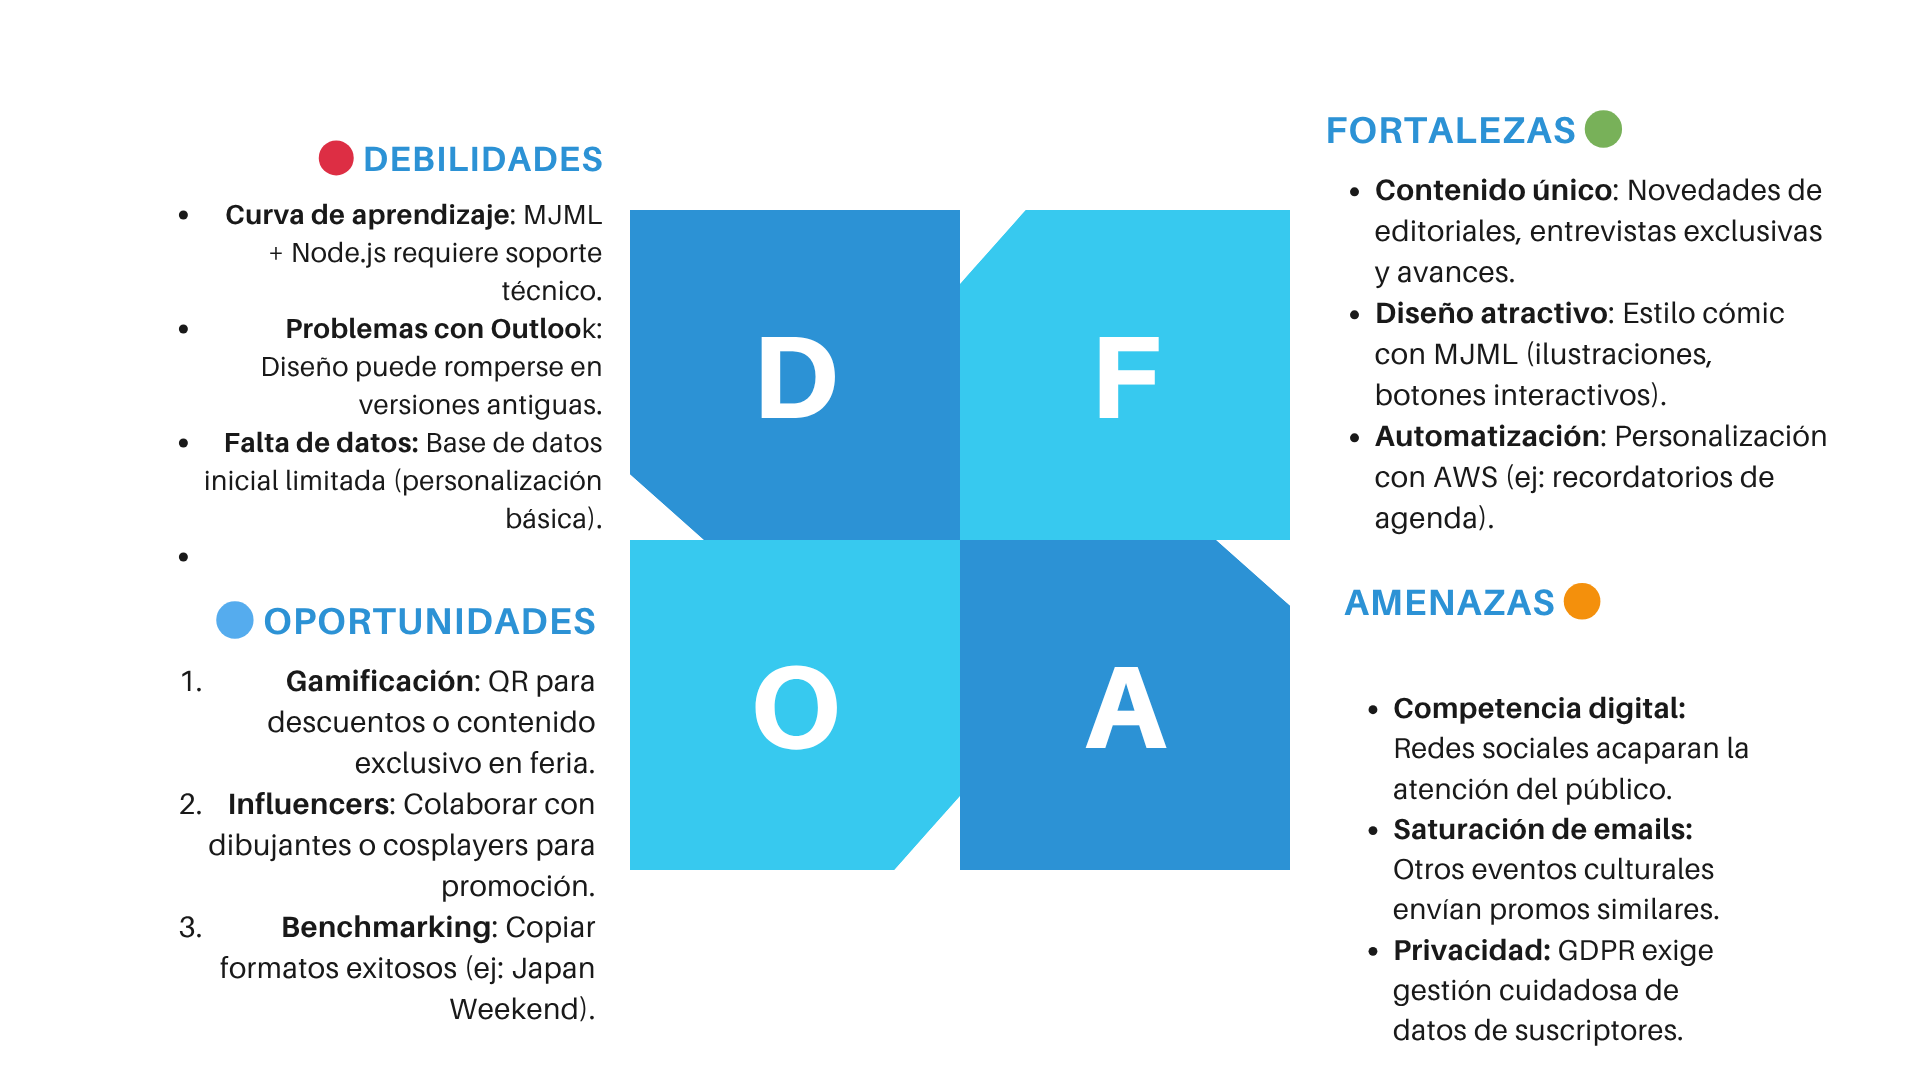 DEBILIDADES
• Curva de aprendizaje: MJML
+ Node.js requiere soporte
técnico.
• Problemas con Outlook:
Diseño puede romperse en
versiones antiguas.
• Falta de datos: Base de datos
inicial limitada (personalización
básica).
•
OPORTUNIDADES
1. Gamificación: QR para
descuentos o contenido
exclusivo en feria.
2. Influencers: Colaborar con
dibujantes o cosplayers para
promoción.
3. Benchmarking: Copiar
formatos exitosos (ej: Japan
Weekend).
D
F
O
A
FORTALEZAS
• Contenido único: Novedades de
editoriales, entrevistas exclusivas
y avances.
• Diseño atractivo: Estilo cómic
con MJML (ilustraciones,
botones interactivos).
• Automatización: Personalización
con AWS (ej: recordatorios de
agenda).
AMENAZAS
• Competencia digital:
Redes sociales acaparan la
atención del público.
• Saturación de emails:
Otros eventos culturales
envían promos similares.
• Privacidad: GDPR exige
gestión cuidadosa de
datos de suscriptores.